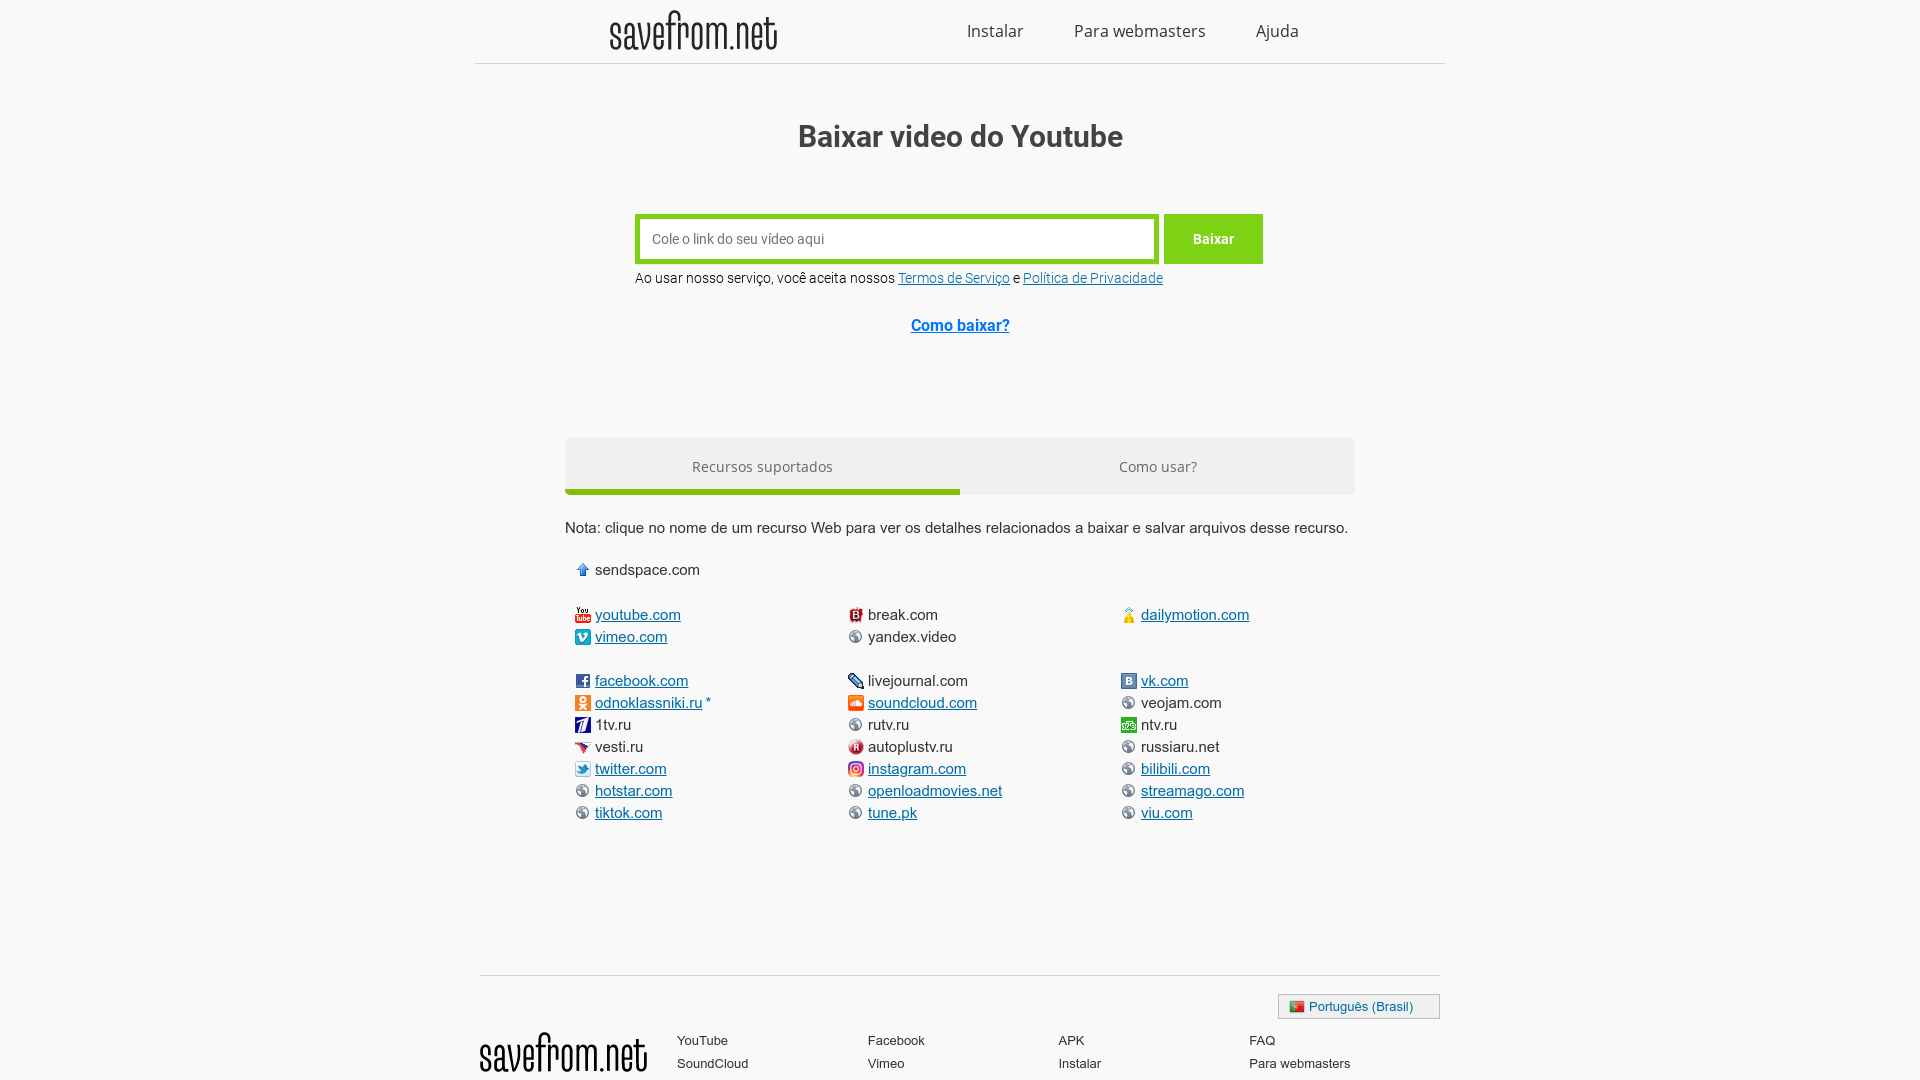 savefrom.net
Instalar
Para webmasters
Ajuda
Baixar video do Youtube
Cole o link do seu vídeo aqui
Baixar
Ao usar nosso serviço, você aceita nossos Termos de Serviço e Política de Privacidade
Como baixar?
Recursos suportados
Como usar?
Nota: clique no nome de um recurso Web para ver os detalhes relacionados a baixar e salvar arquivos desse recurso.
sendspace.com
youtube.com
break.com
dailymotion.com
vimeo.com
yandex.video
facebook.com
livejournal.com
vk.com
odnoklassniki.ru *
soundcloud.com
veojam.com
1tv.ru
rutv.ru
ntv.ru
vesti.ru
autoplustv.ru
russiaru.net
twitter.com
instagram.com
bilibili.com
hotstar.com
openloadmovies.net
streamago.com
tiktok.com
tune.pk
viu.com
Português (Brasil)
savefrom.net
YouTube
Facebook
APK
FAQ
SoundCloud
Vimeo
Instalar
Para webmasters